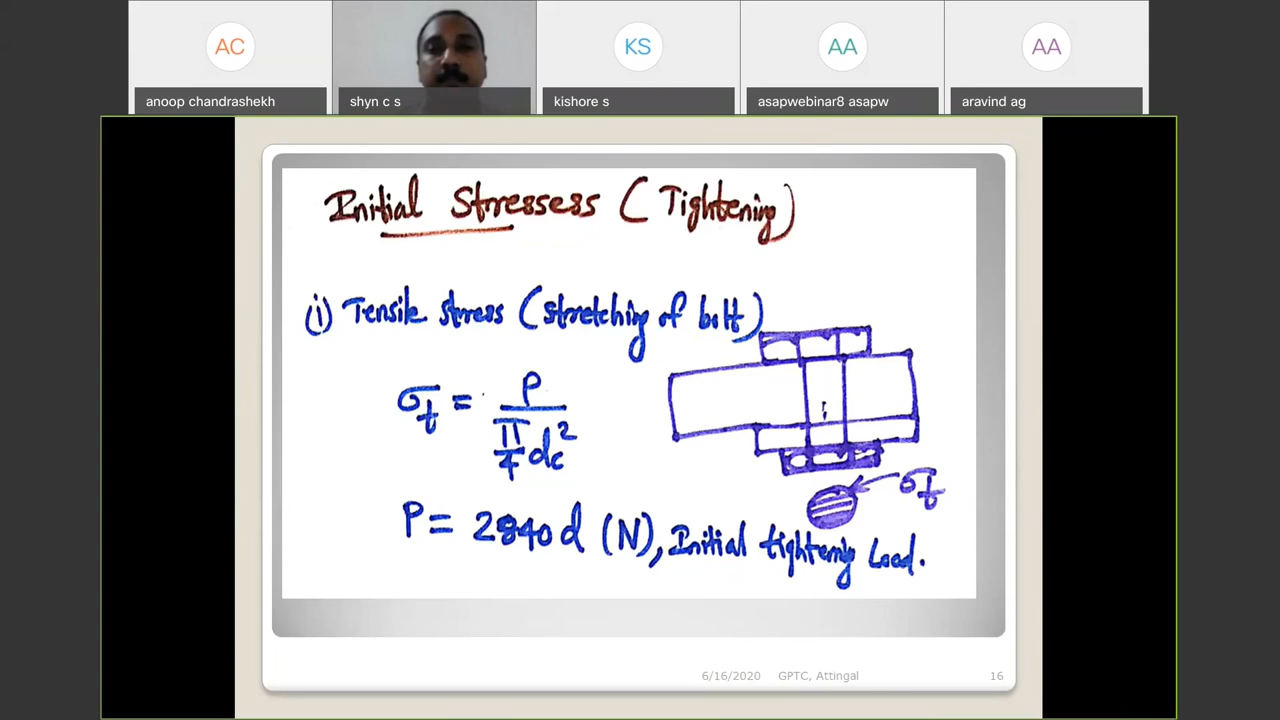 AC
KS
AA
AA
anoop chandrashekh
shyn c s
kishore s
asapwebinar8 asapw
aravind ag
Initial Stressess (Tightening)
(i) Tensile stress (stretching of bolt)
σt = P / (π/4 dc²)
σt
P = 2840 d (N), Initial tightening Load.
6/16/2020
GPTC, Attingal
16